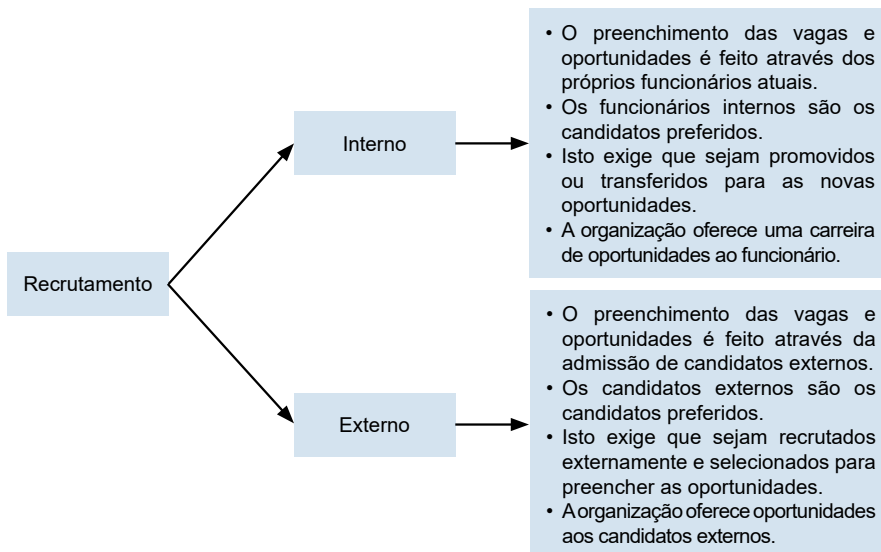 Recrutamento
Interno
• O preenchimento das vagas e
oportunidades é feito através dos
próprios funcionários atuais.
• Os funcionários internos são os
candidatos preferidos.
• Isto exige que sejam promovidos
ou transferidos para as novas
oportunidades.
• A organização oferece uma carreira
de oportunidades ao funcionário.
Externo
• O preenchimento das vagas e
oportunidades é feito através da
admissão de candidatos externos.
• Os candidatos externos são os
candidatos preferidos.
• Isto exige que sejam recrutados
externamente e selecionados para
preencher as oportunidades.
• A organização oferece oportunidades
aos candidatos externos.